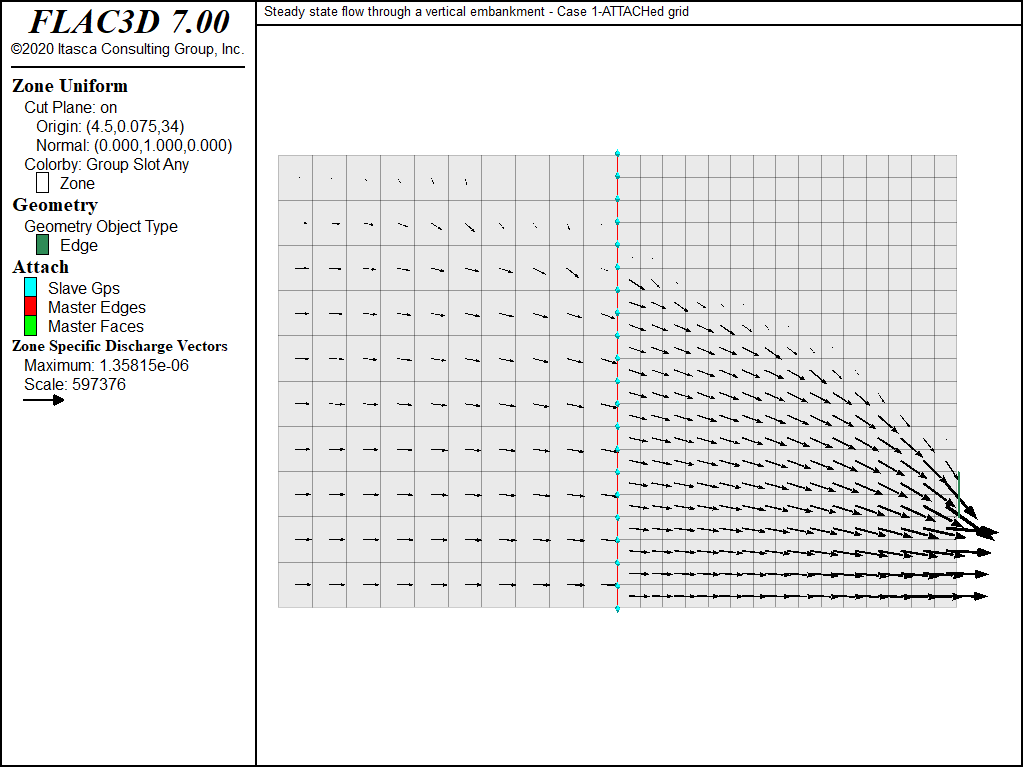 FLAC3D 7.00
©2020 Itasca Consulting Group, Inc.
Zone Uniform
Cut Plane: on
Origin: (4.5,0.075,34)
Normal: (0.000,1.000,0.000)
Colorby: Group Slot Any
Zone
Geometry
Geometry Object Type
Edge
Attach
Slave Gps
Master Edges
Master Faces
Zone Specific Discharge Vectors
Maximum: 1.35815e-06
Scale: 597376
Steady state flow through a vertical embankment - Case 1-ATTACHed grid